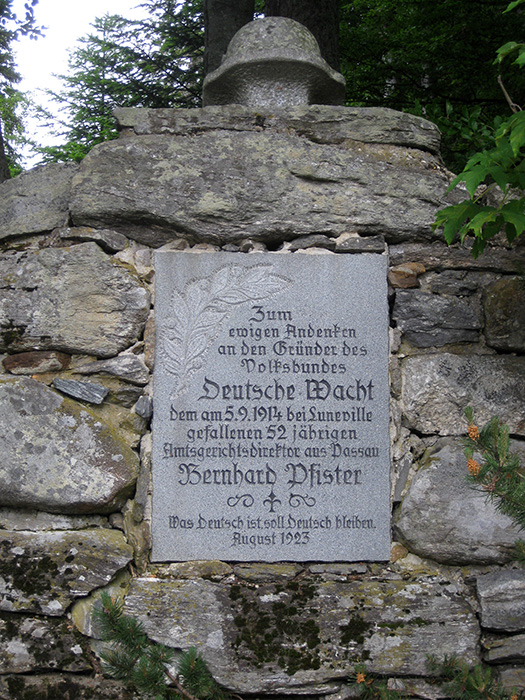 Zum
ewigen Andenken
an den Gründer des
Volksbundes
Deutsche Wacht
dem am 5.9.1914 bei Luneville
gefallenen 52 jährigen
Amtsgerichtsdirektor aus Passau
Bernhard Pfister
Was Deutsch ist, soll Deutsch bleiben.
August 1923